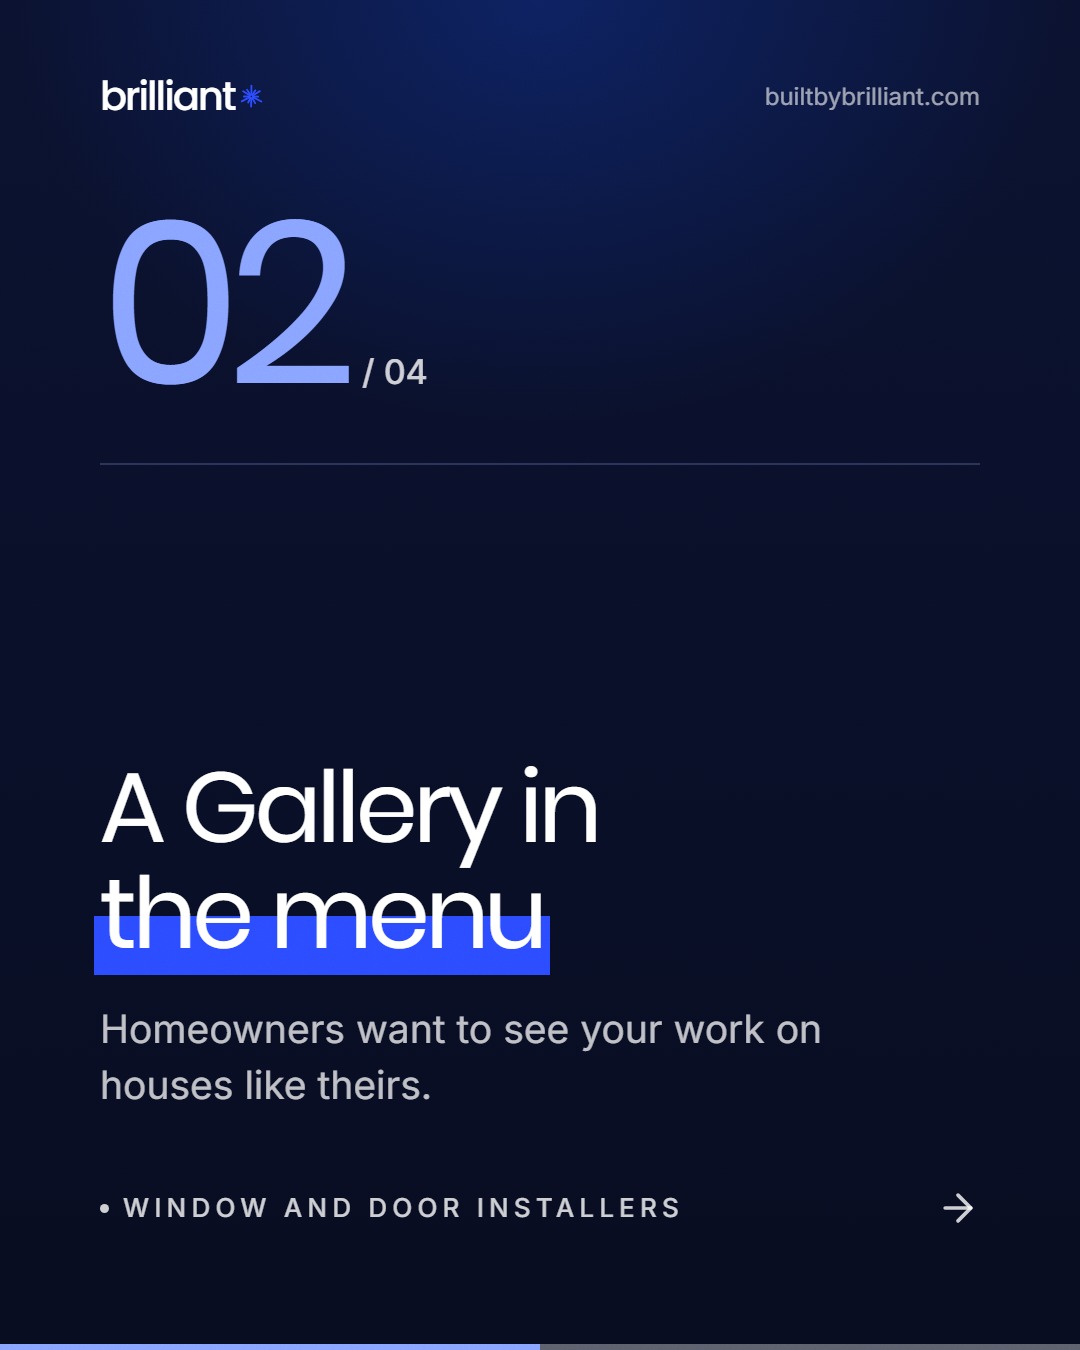 brilliant
builtbybrilliant.com
02 / 04
A Gallery in
the menu
Homeowners want to see your work on
houses like theirs.
• WINDOW AND DOOR INSTALLERS